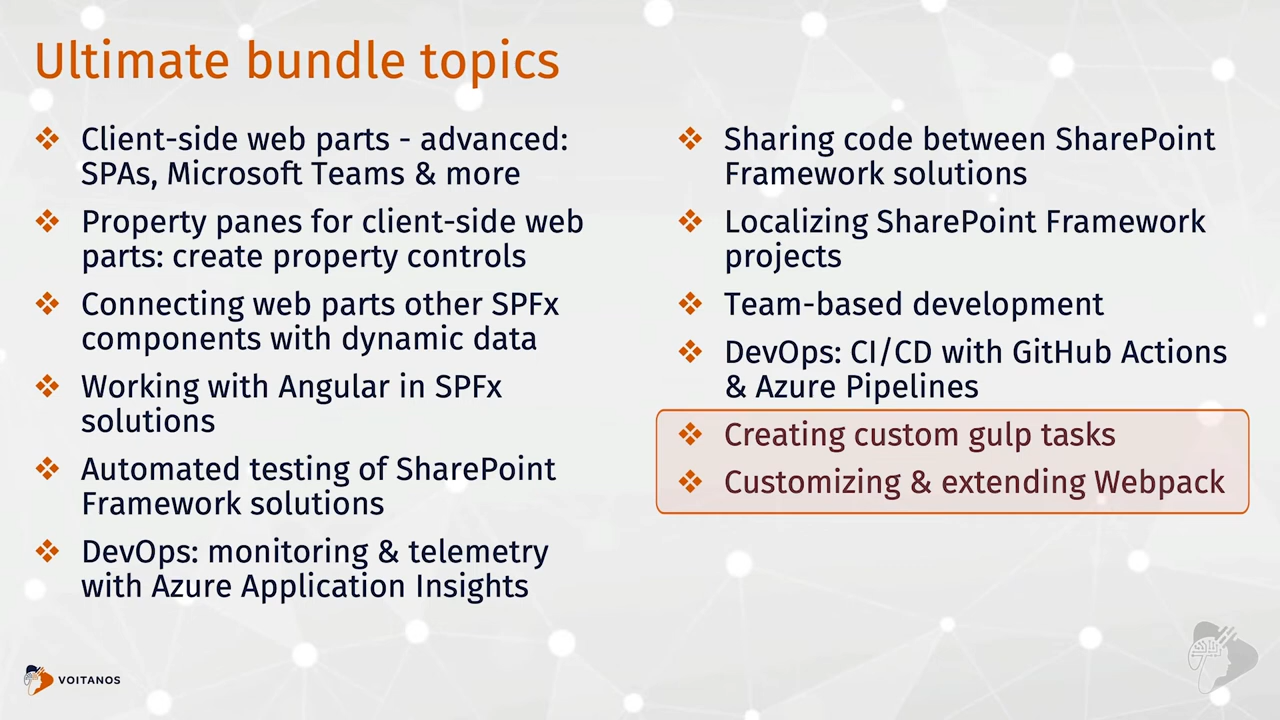 Ultimate bundle topics
Client-side web parts - advanced:
SPAs, Microsoft Teams & more
Property panes for client-side web
parts: create property controls
Connecting web parts other SPFx
components with dynamic data
Working with Angular in SPFx
solutions
Automated testing of SharePoint
Framework solutions
DevOps: monitoring & telemetry
with Azure Application Insights
Sharing code between SharePoint
Framework solutions
Localizing SharePoint Framework
projects
Team-based development
DevOps: CI/CD with GitHub Actions
& Azure Pipelines
Creating custom gulp tasks
Customizing & extending Webpack
VOITANOS